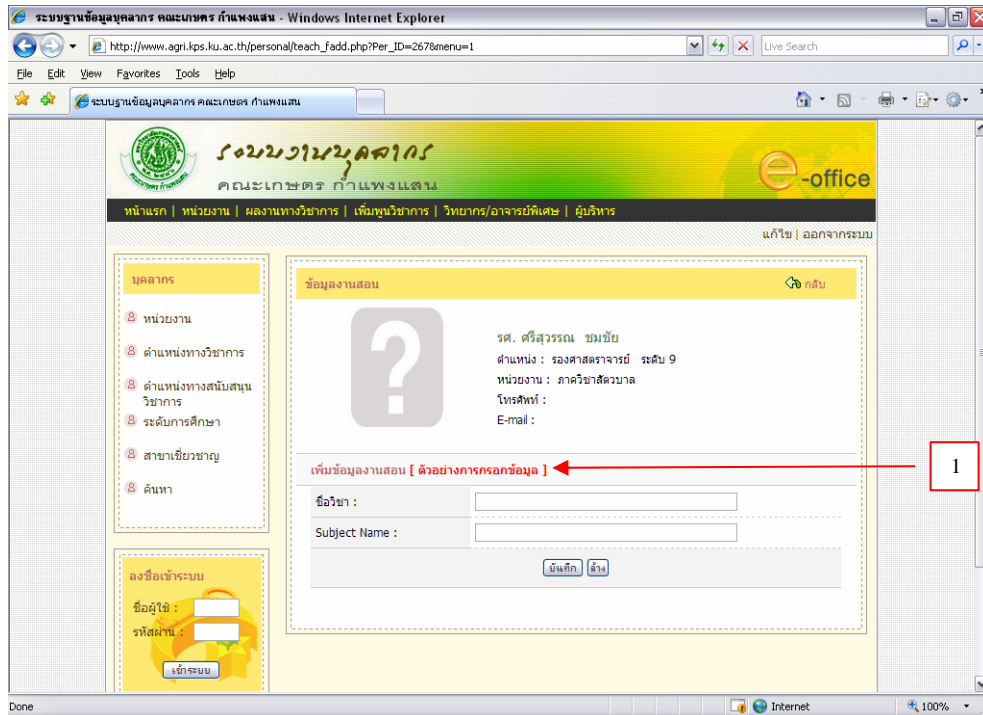 ระบบฐานข้อมูลบุคลากร คณะเกษตร กำแพงแสน - Windows Internet Explorer
http://www.agri.kps.ku.ac.th/personal/teach_fadd.php?Per_ID=267&menu=1
Live Search
File Edit View Favorites Tools Help
ระบบฐานข้อมูลบุคลากร คณะเกษตร กำแพงแสน
ระบบงานบุคลากร
คณะเกษตร กำแพงแสน
e-office
หน้าแรก | หน่วยงาน | ผลงานทางวิชาการ | เพิ่มพูนวิชาการ | วิทยากร/อาจารย์พิเศษ | ผู้บริหาร
แก้ไข | ออกจากระบบ
บุคลากร
หน่วยงาน
ตำแหน่งทางวิชาการ
ตำแหน่งทางสนับสนุน
วิชาการ
ระดับการศึกษา
สาขาเชี่ยวชาญ
ค้นหา
ข้อมูลงานสอน
กลับ
?
รศ. ศรีสุวรรณ ชมชัย
ตำแหน่ง : รองศาสตราจารย์ ระดับ 9
หน่วยงาน : ภาควิชาสัตวบาล
โทรศัพท์ :
E-mail :
เพิ่มข้อมูลงานสอน [ ตัวอย่างการกรอกข้อมูล ]
1
ชื่อวิชา :
Subject Name :
บันทึก ล้าง
ลงชื่อเข้าระบบ
ชื่อผู้ใช้ :
รหัสผ่าน :
เข้าระบบ
Done
Internet
100%